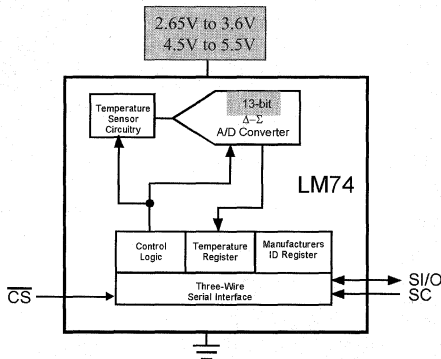 2.65V to 3.6V
4.5V to 5.5V
Temperature
Sensor
Circuitry
13-bit
Δ–Σ
A/D Converter
LM74
Control
Logic
Temperature
Register
Manufacturers
ID Register
Three-Wire
Serial Interface
CS
SI/O
SC